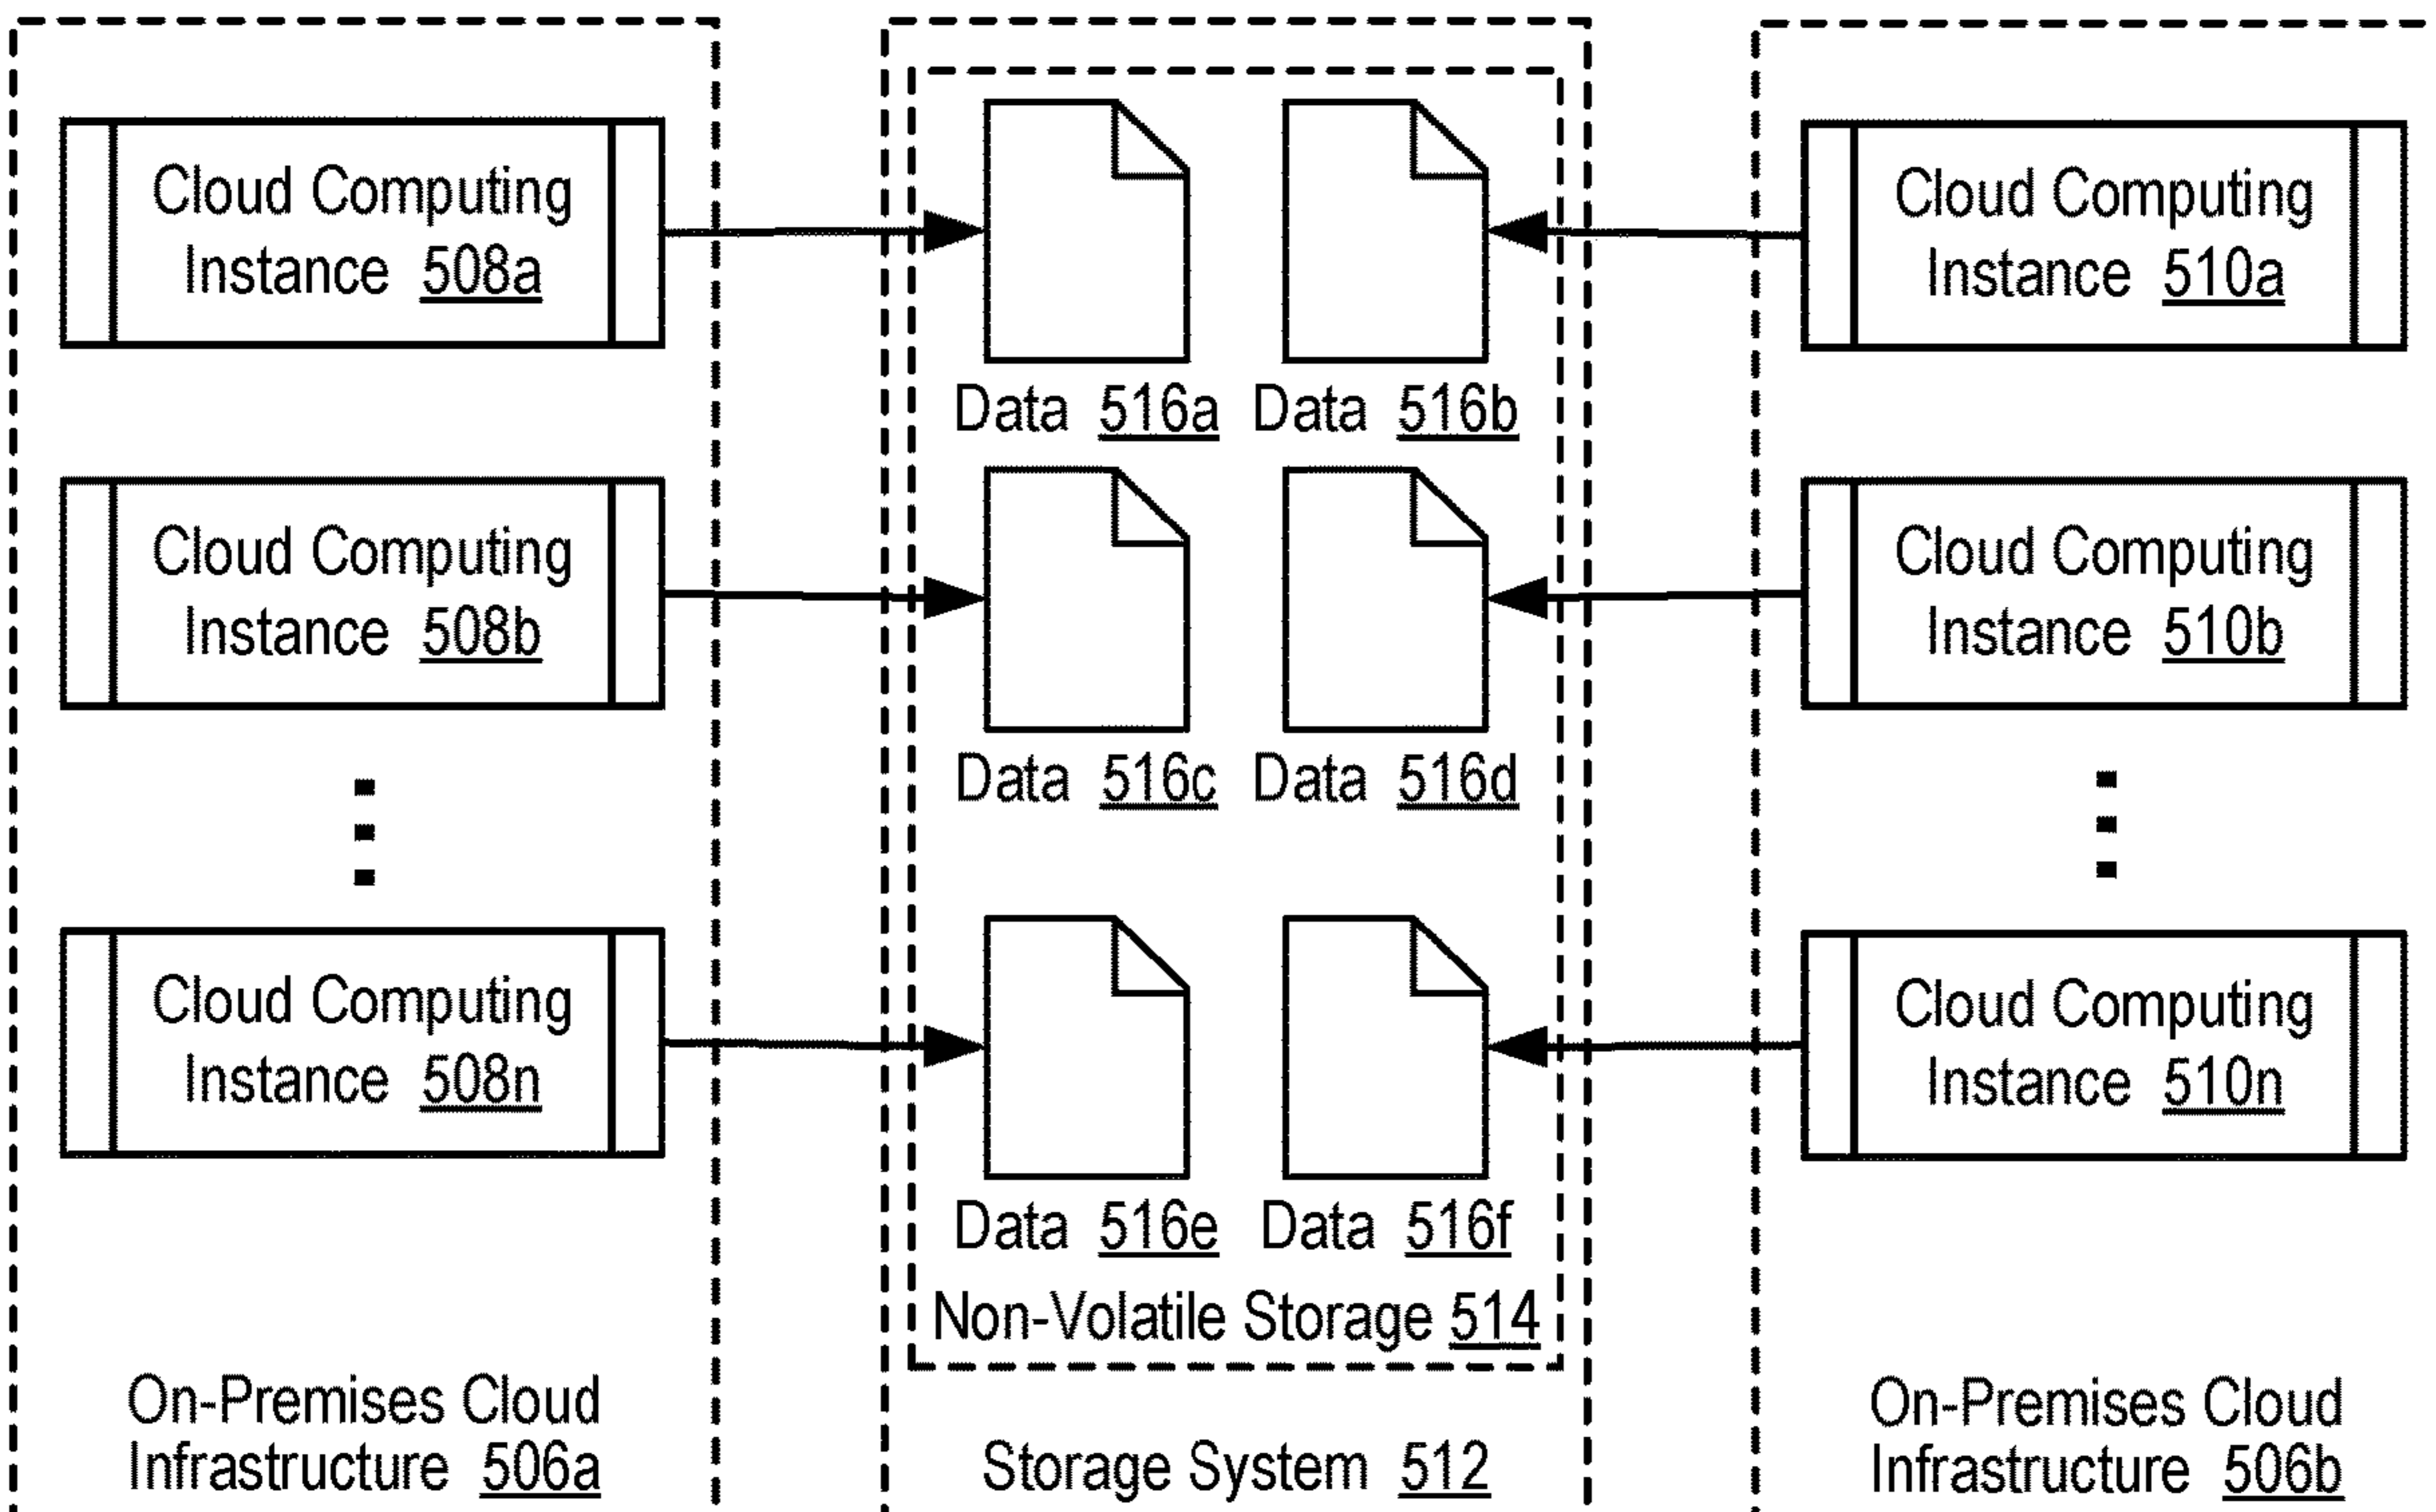 Cloud Computing
Instance 508a
Cloud Computing
Instance 510a
Data 516a
Data 516b
Cloud Computing
Instance 508b
Cloud Computing
Instance 510b
Data 516c
Data 516d
Cloud Computing
Instance 508n
Cloud Computing
Instance 510n
Data 516e
Data 516f
Non-Volatile Storage 514
On-Premises Cloud
Infrastructure 506a
Storage System 512
On-Premises Cloud
Infrastructure 506b